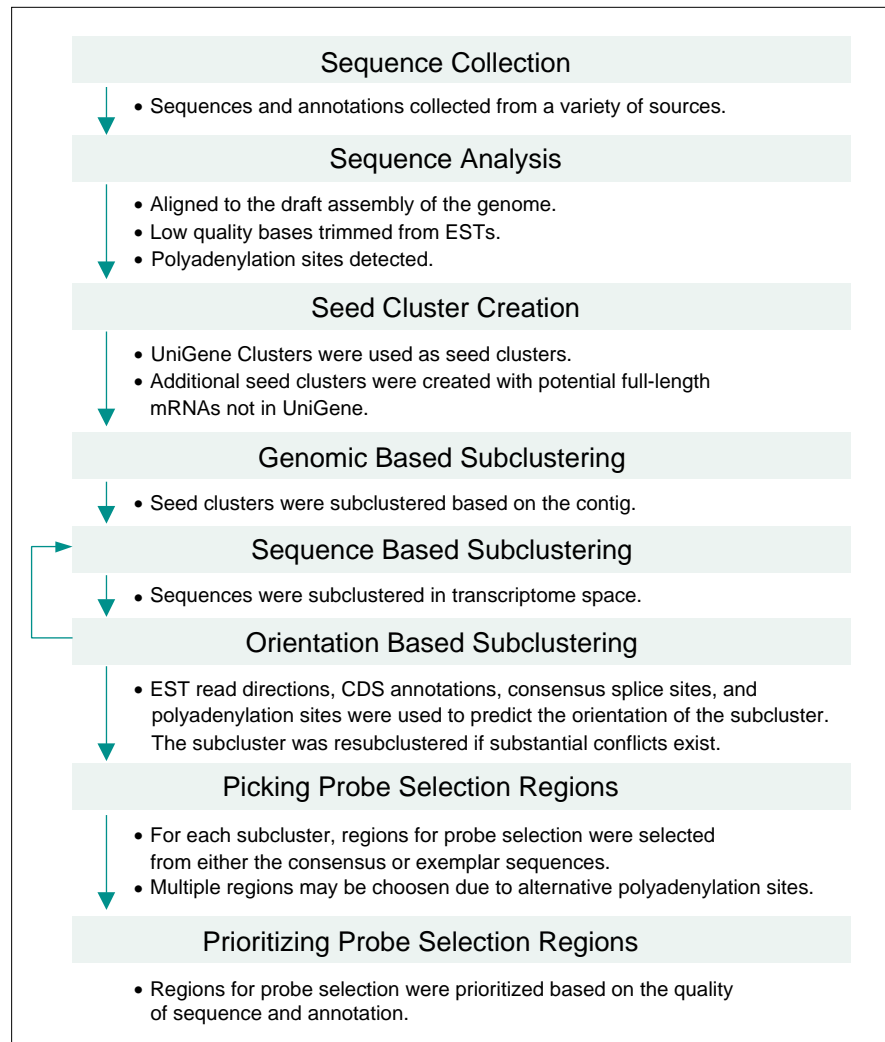 Sequence Collection
• Sequences and annotations collected from a variety of sources.
Sequence Analysis
• Aligned to the draft assembly of the genome.
• Low quality bases trimmed from ESTs.
• Polyadenylation sites detected.
Seed Cluster Creation
• UniGene Clusters were used as seed clusters.
• Additional seed clusters were created with potential full-length
mRNAs not in UniGene.
Genomic Based Subclustering
• Seed clusters were subclustered based on the contig.
Sequence Based Subclustering
• Sequences were subclustered in transcriptome space.
Orientation Based Subclustering
• EST read directions, CDS annotations, consensus splice sites, and
polyadenylation sites were used to predict the orientation of the subcluster.
The subcluster was resubclustered if substantial conflicts exist.
Picking Probe Selection Regions
• For each subcluster, regions for probe selection were selected
from either the consensus or exemplar sequences.
• Multiple regions may be choosen due to alternative polyadenylation sites.
Prioritizing Probe Selection Regions
• Regions for probe selection were prioritized based on the quality
of sequence and annotation.